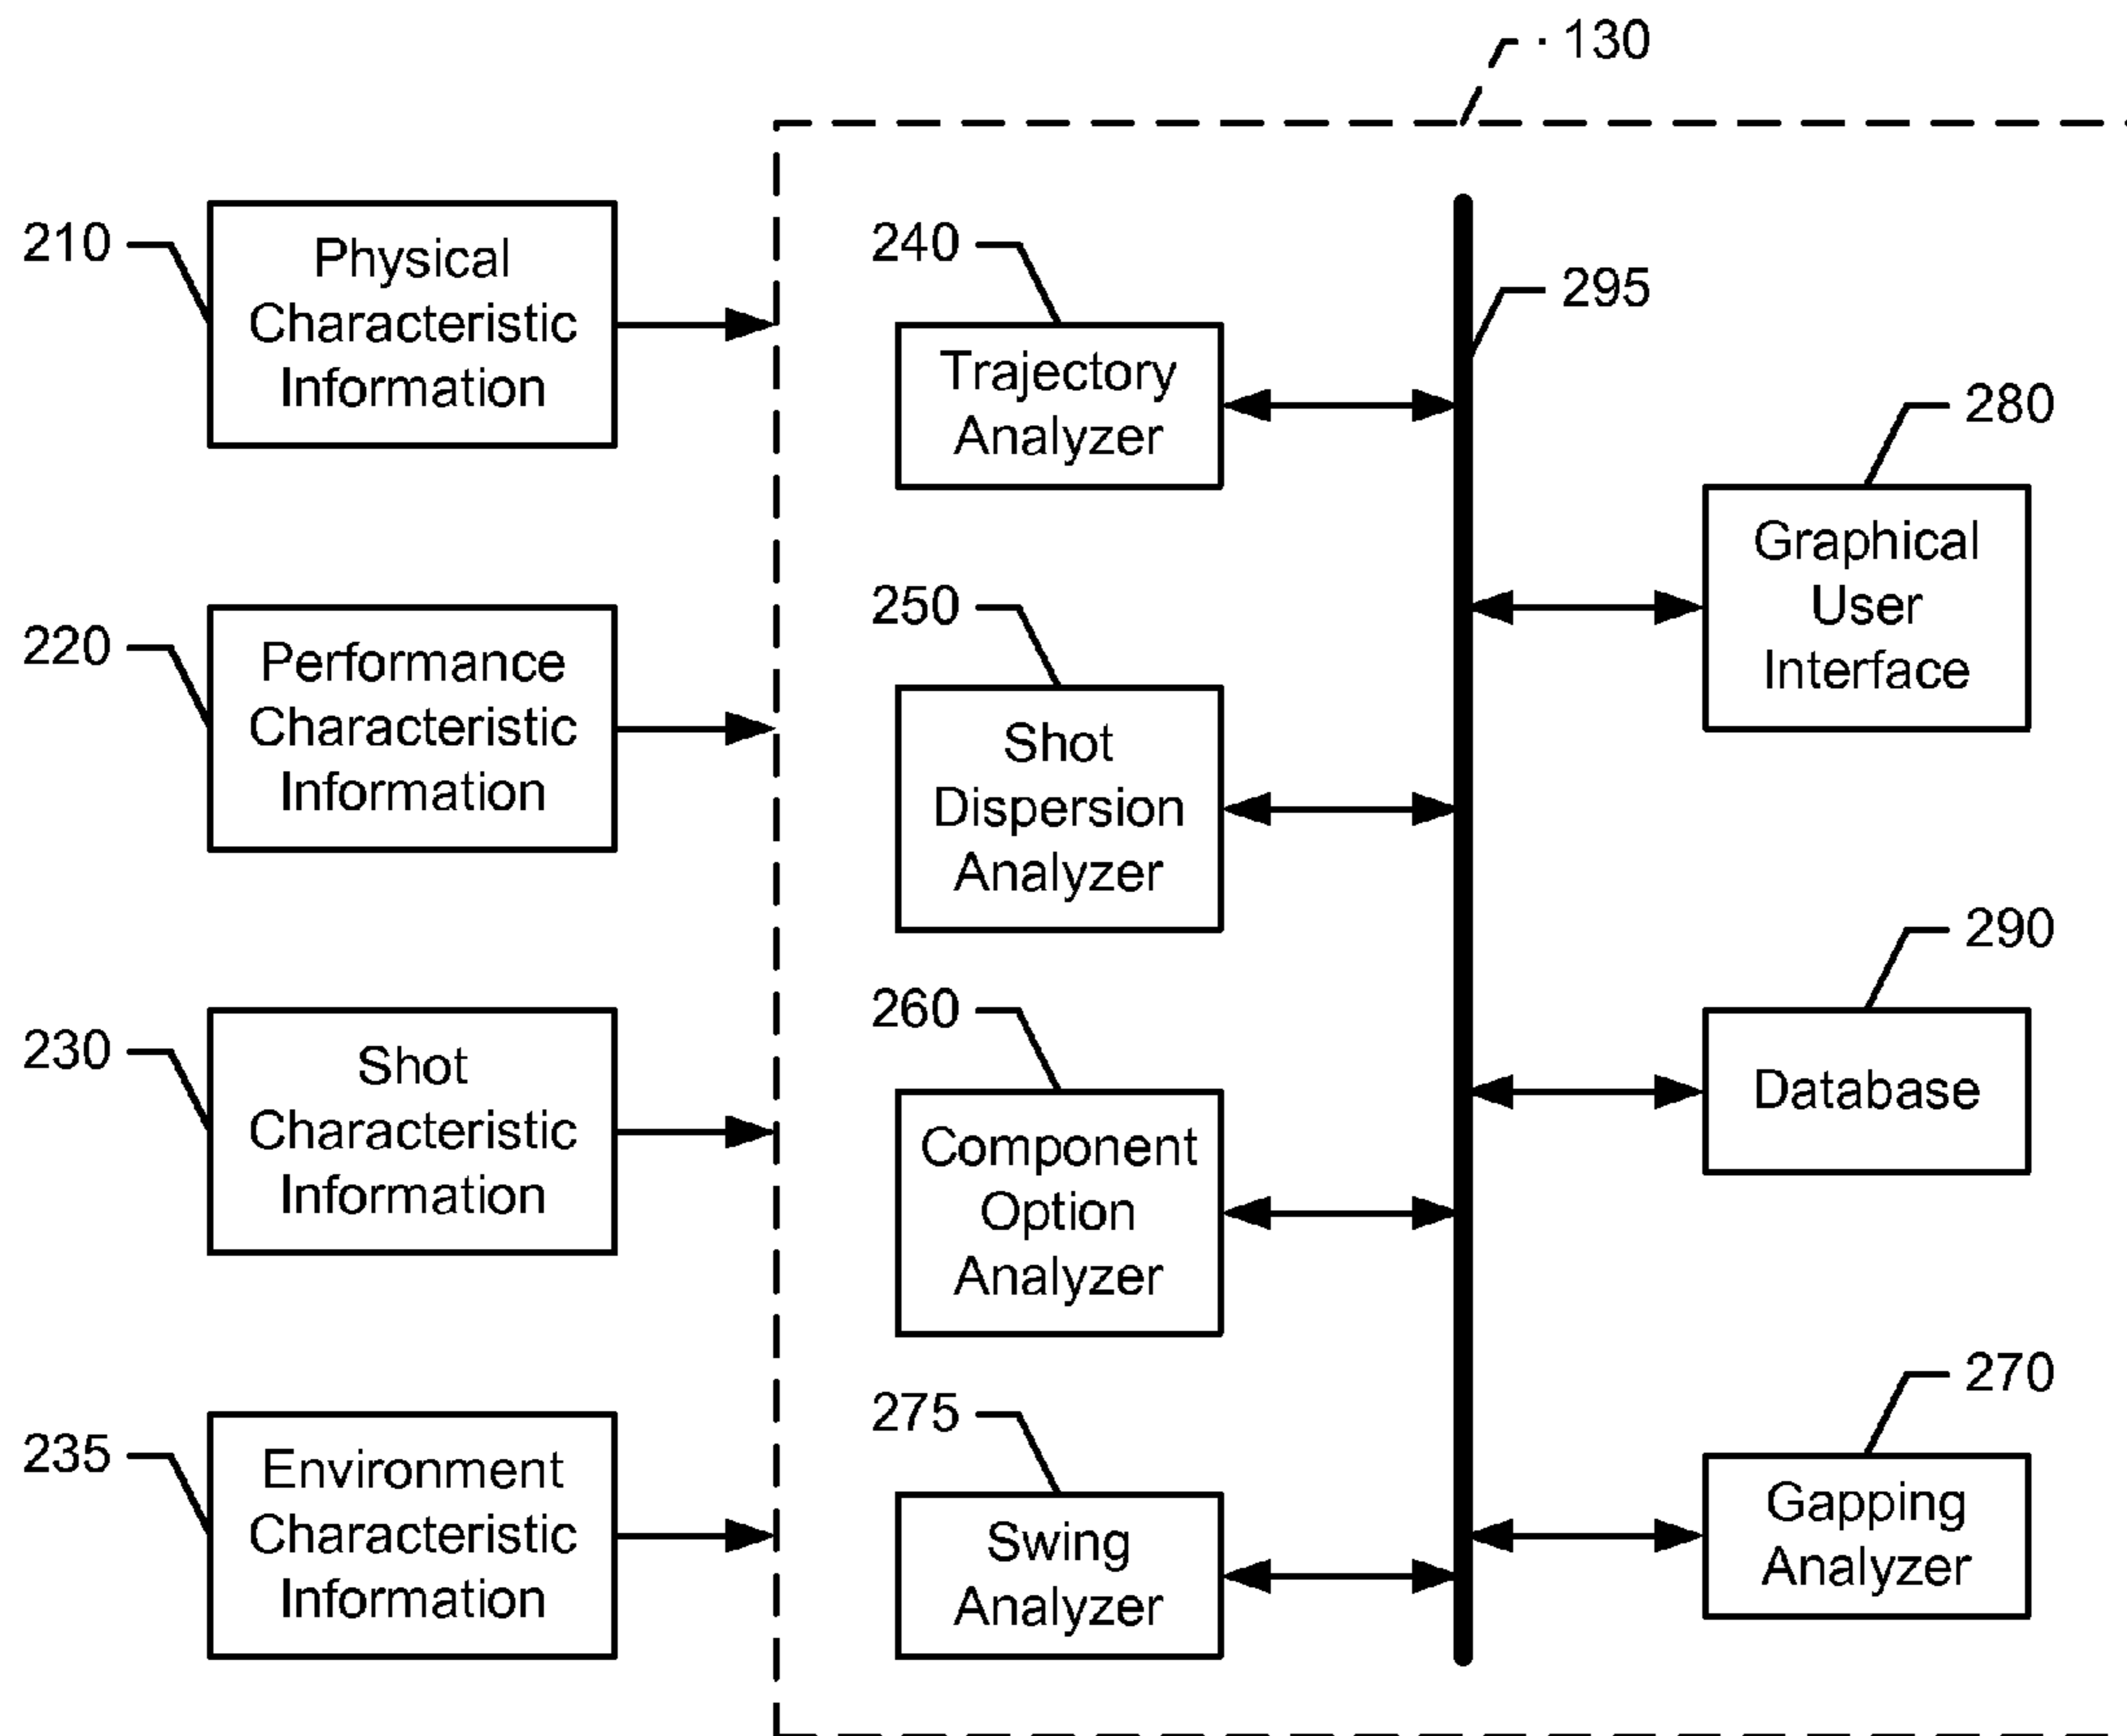 130
210
Physical
Characteristic
Information
240
Trajectory
Analyzer
295
280
Graphical
User
Interface
220
Performance
Characteristic
Information
250
Shot
Dispersion
Analyzer
290
Database
230
Shot
Characteristic
Information
260
Component
Option
Analyzer
270
Gapping
Analyzer
235
Environment
Characteristic
Information
275
Swing
Analyzer